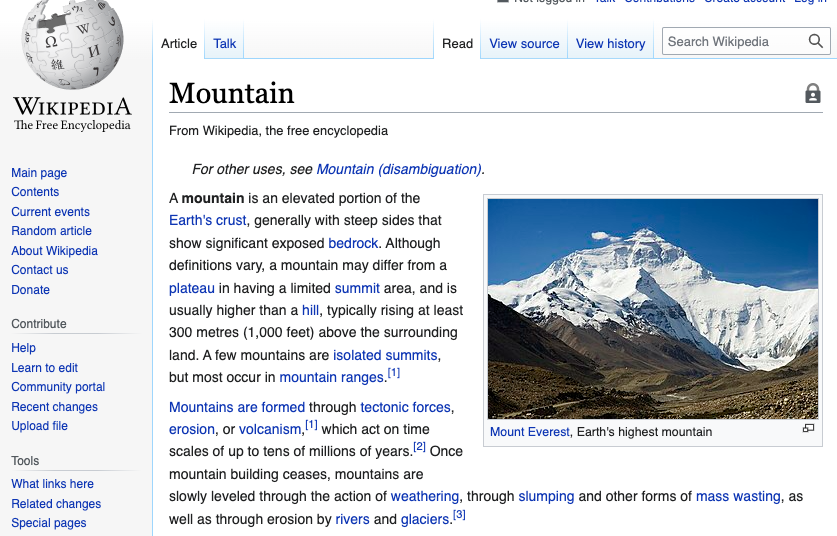 Not logged in Talk Contributions Create account Log in
WIKIPEDIA
The Free Encyclopedia
Article Talk Read View source View history Search Wikipedia
Mountain
From Wikipedia, the free encyclopedia
For other uses, see Mountain (disambiguation).
A mountain is an elevated portion of the
Earth's crust, generally with steep sides that
show significant exposed bedrock. Although
definitions vary, a mountain may differ from a
plateau in having a limited summit area, and is
usually higher than a hill, typically rising at least
300 metres (1,000 feet) above the surrounding
land. A few mountains are isolated summits,
but most occur in mountain ranges.[1]
Mountains are formed through tectonic forces,
erosion, or volcanism,[1] which act on time
scales of up to tens of millions of years.[2] Once
mountain building ceases, mountains are
slowly leveled through the action of weathering, through slumping and other forms of mass wasting, as
well as through erosion by rivers and glaciers.[3]
Mount Everest, Earth's highest mountain
Main page
Contents
Current events
Random article
About Wikipedia
Contact us
Donate
Contribute
Help
Learn to edit
Community portal
Recent changes
Upload file
Tools
What links here
Related changes
Special pages